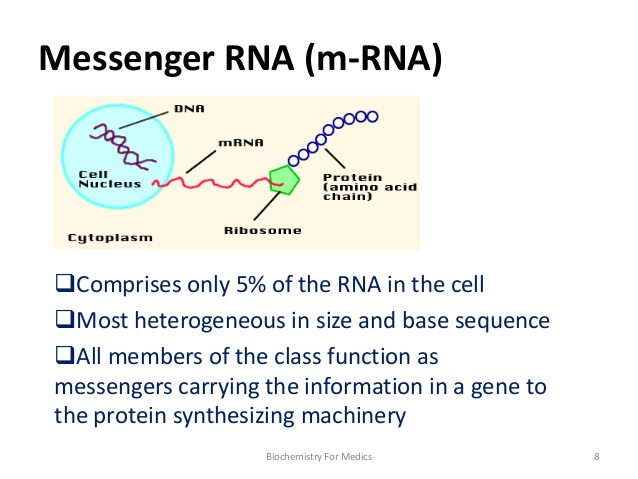 Messenger RNA (m-RNA)
DNA
mRNA
Cell
Nucleus
Protein
(amino acid
chain)
Ribosome
Cytoplasm
❑Comprises only 5% of the RNA in the cell
❑Most heterogeneous in size and base sequence
❑All members of the class function as
messengers carrying the information in a gene to
the protein synthesizing machinery
Biochemistry For Medics
8